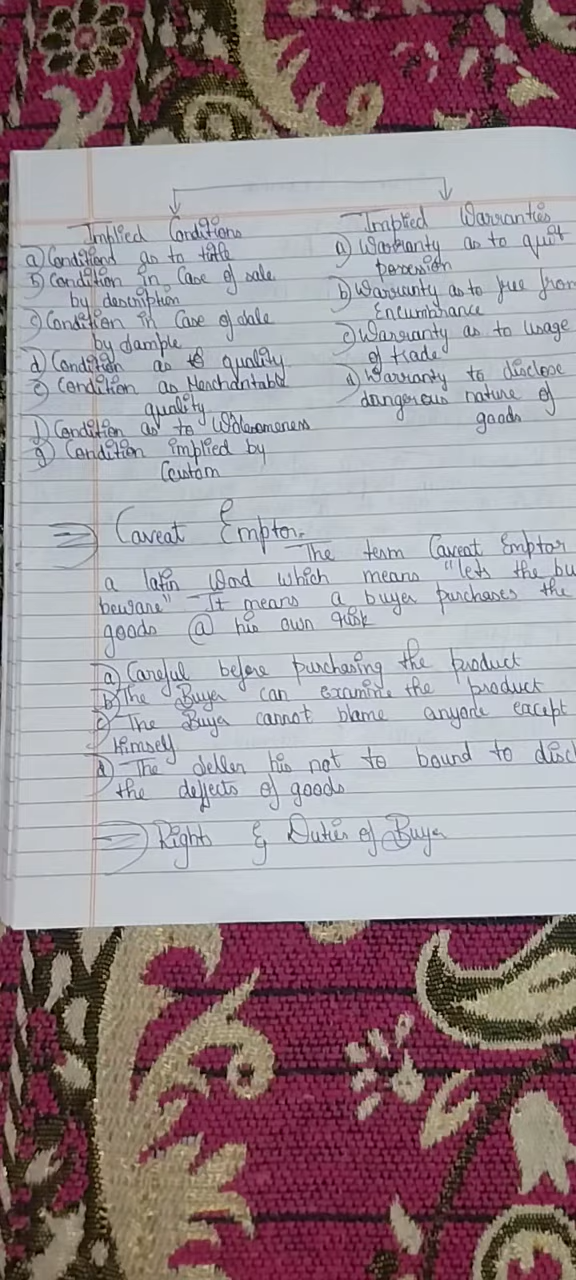 Implied Conditions
a) Conditiond as to title
b) Condition in Case of sale
by description
c) Condition in Case of sale
by sample
d) Condition as to quality
e) Condition as Merchantable
quality
f) Condition as to Wolesomeness
g) Condition implied by
Custom
Implied Warranties
a) Warranty as to quit
possession
b) Warranty as to free from
Encumbrance
c) Warranty as to usage
of trade
d) Warranty to disclose
dangerous nature of
goods
Caveat Emptor.
The term Caveat Emptor
a latin Word which means "lets the bu
beware" It means a buyer purchases the
goods @ his own risk
a) Careful before purchasing the product
b) The Buyer can examine the product
c) The Buyer cannot blame anyone except
himself
d) The seller his not to bound to discl
the deffects of goods
Rights & Duties of Buyer